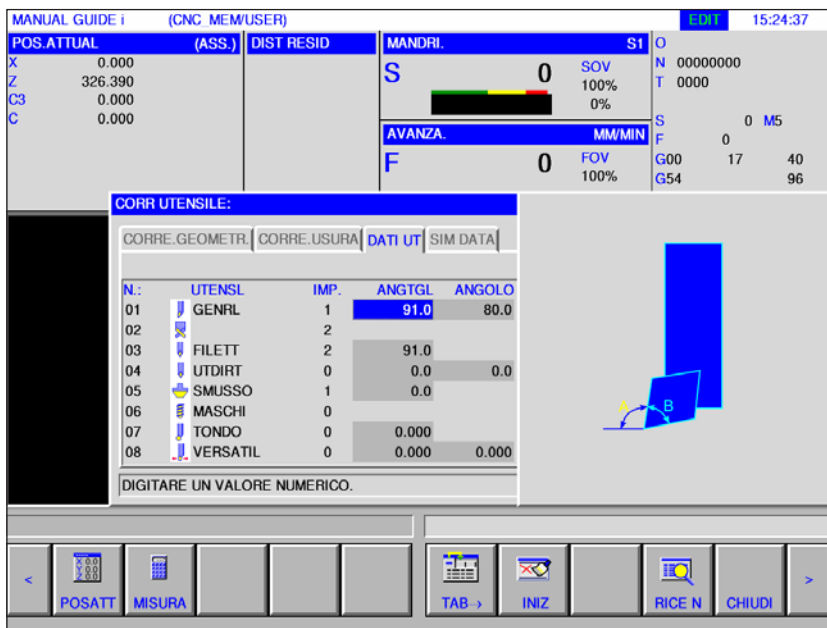 MANUAL GUIDE i (CNC_MEM/USER) EDIT 15:24:37
POS.ATTUAL (ASS.) DIST RESID MANDRI. S1 O
X 0.000
Z 326.390
C3 0.000
C 0.000
S 0 SOV
100%
0%
N 00000000
T 0000
S 0 M5
AVANZA. MM/MIN
F 0
F 0 FOV
100%
G00 17 40
G54 96
CORR UTENSILE:
CORRE.GEOMETR. CORRE.USURA DATI UT SIM DATA
N.: UTENSL IMP. ANGTGL ANGOLO
01 GENRL 1 91.0 80.0
02 2
03 FILETT 2 91.0
04 UTDIRT 0 0.0 0.0
05 SMUSSO 1 0.0
06 MASCHI 0
07 TONDO 0 0.000
08 VERSATIL 0 0.000 0.000
A B
DIGITARE UN VALORE NUMERICO.
< POSATT MISURA TAB→ INIZ RICE N CHIUDI >